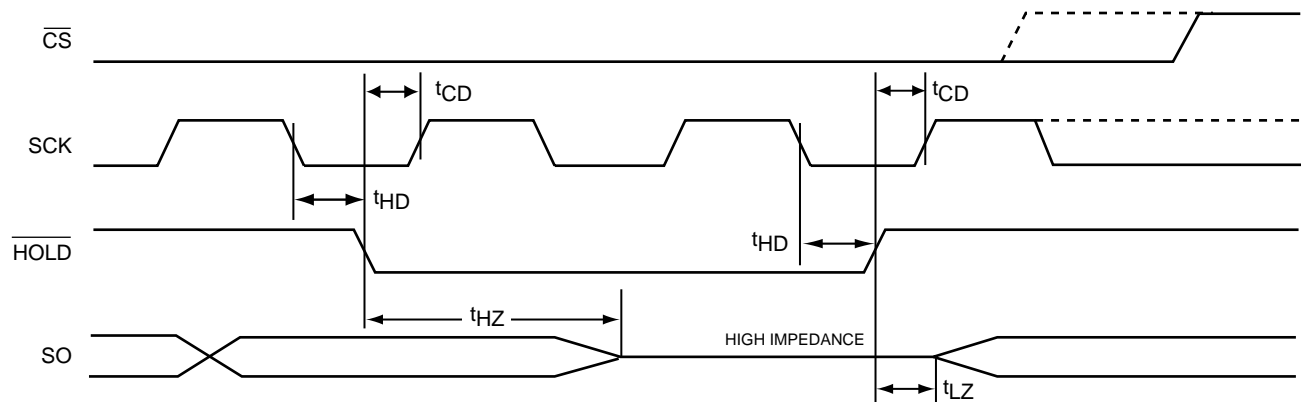 CS
tCD
tCD
SCK
tHD
HOLD
tHD
tHZ
HIGH IMPEDANCE
SO
tLZ